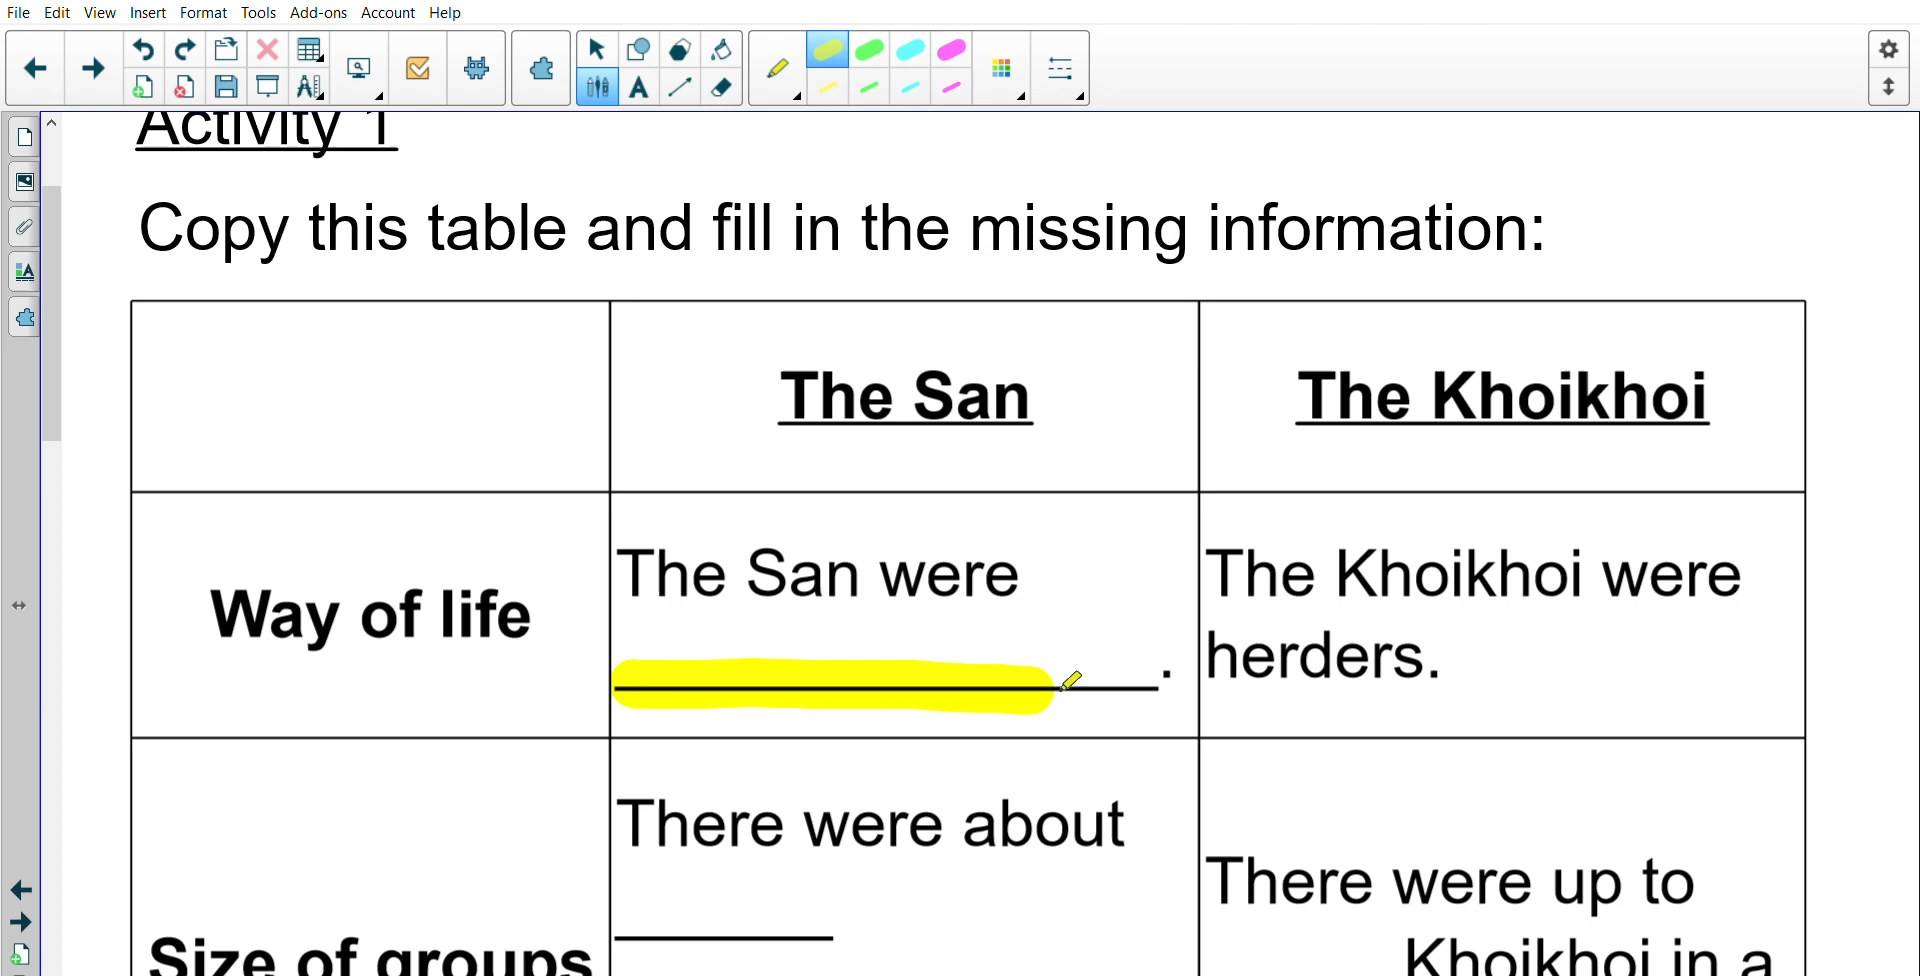 File Edit View Insert Format Tools Add-ons Account Help
Activity 1
Copy this table and fill in the missing information:
The San
The Khoikhoi
Way of life
The San were
.
The Khoikhoi were
herders.
Size of groups
There were about
There were up to
Khoikhoi in a